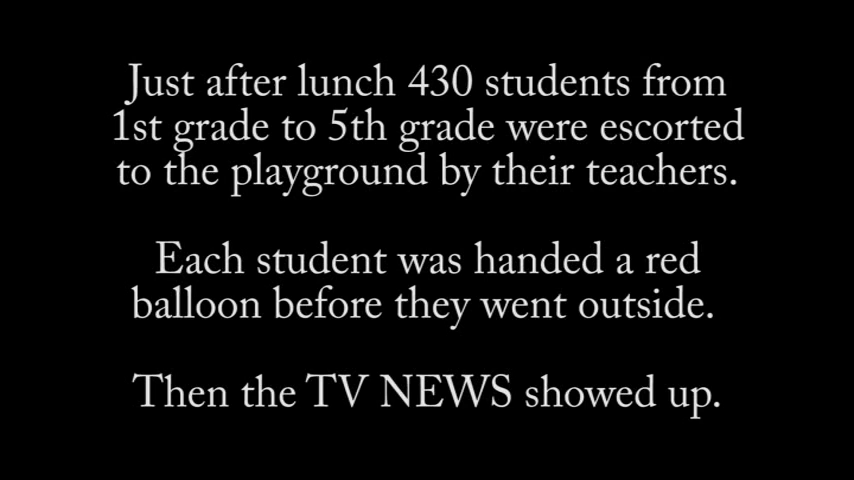 Just after lunch 430 students from
1st grade to 5th grade were escorted
to the playground by their teachers.
Each student was handed a red
balloon before they went outside.
Then the TV NEWS showed up.